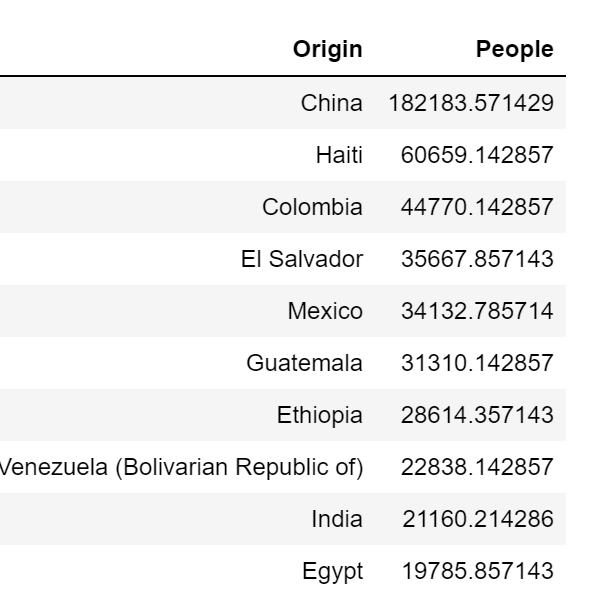 Origin People
China 182183.571429
Haiti 60659.142857
Colombia 44770.142857
El Salvador 35667.857143
Mexico 34132.785714
Guatemala 31310.142857
Ethiopia 28614.357143
Venezuela (Bolivarian Republic of) 22838.142857
India 21160.214286
Egypt 19785.857143